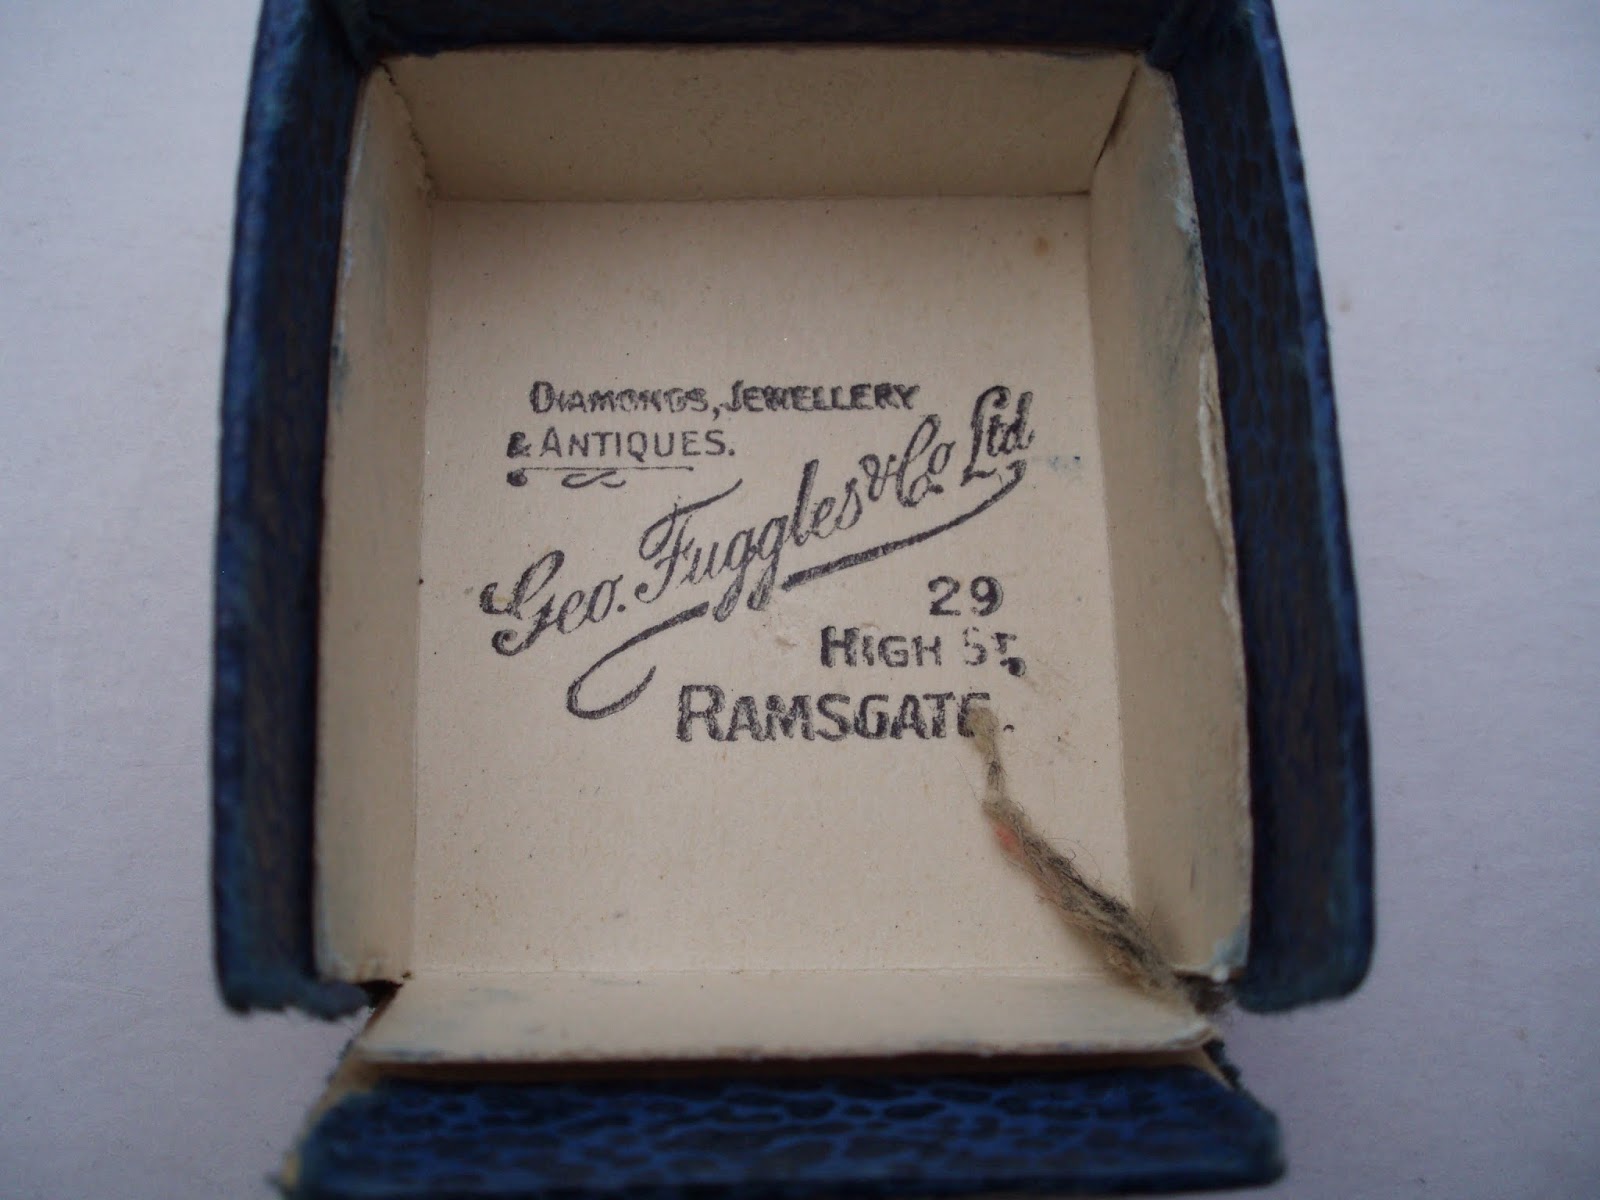 DIAMONDS, JEWELLERY
& ANTIQUES.
Geo. Fuggles & Co Ltd
29
HIGH ST,
RAMSGATE.